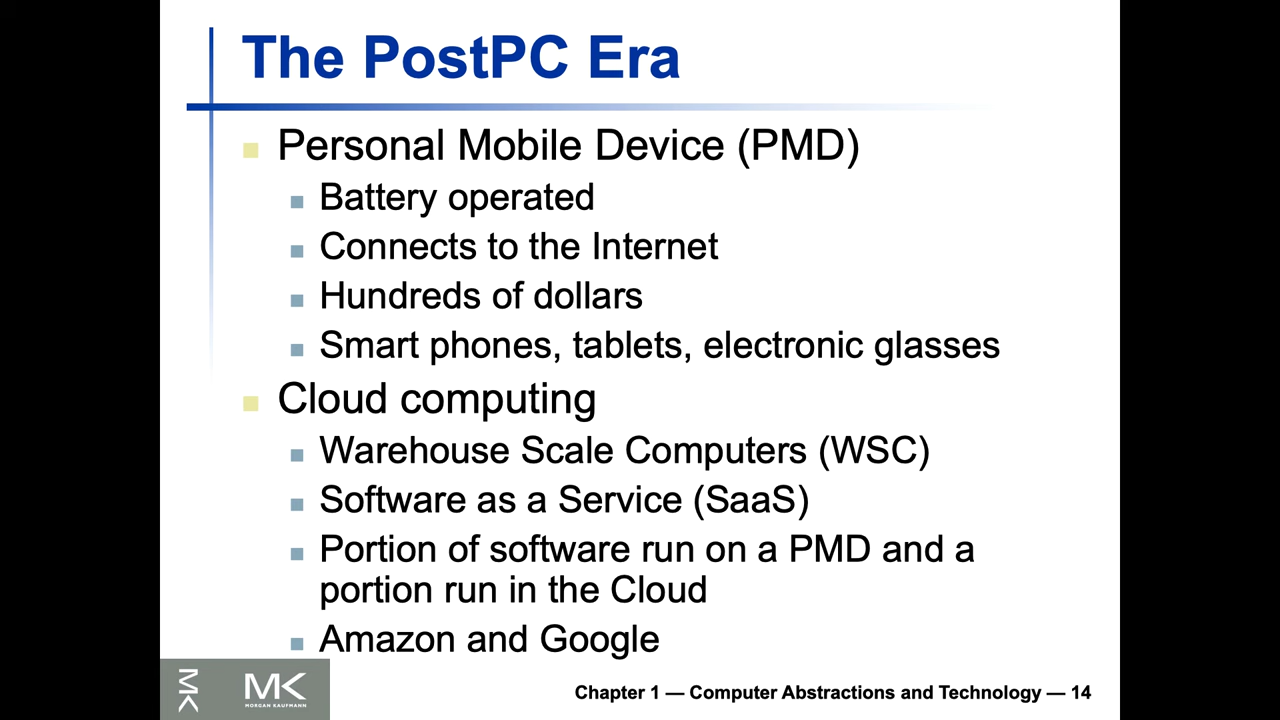 The PostPC Era
Personal Mobile Device (PMD)
Battery operated
Connects to the Internet
Hundreds of dollars
Smart phones, tablets, electronic glasses
Cloud computing
Warehouse Scale Computers (WSC)
Software as a Service (SaaS)
Portion of software run on a PMD and a
portion run in the Cloud
Amazon and Google
MK
MK
MORGAN KAUFMANN
Chapter 1 — Computer Abstractions and Technology — 14